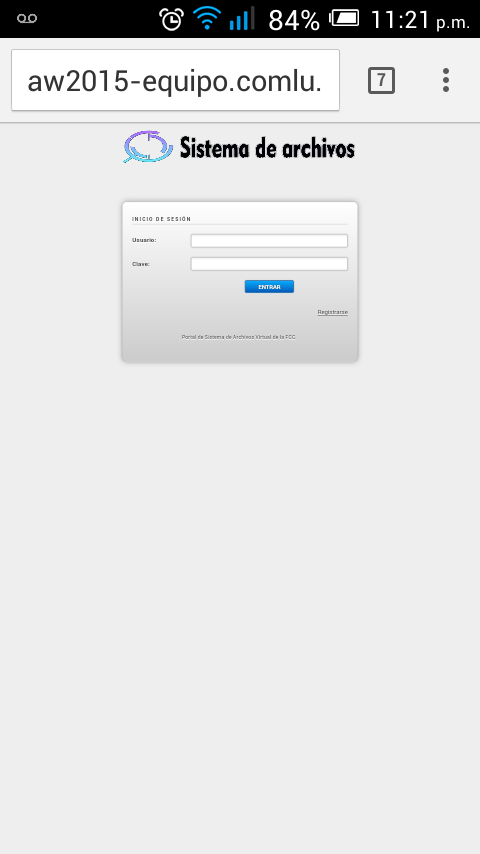 84% 11:21 p.m.
aw2015-equipo.comlu.
7
Sistema de archivos
INICIO DE SESIÓN
Usuario:
Clave:
ENTRAR
Registrarse
Portal de Sistema de Archivos Virtual de la FCC